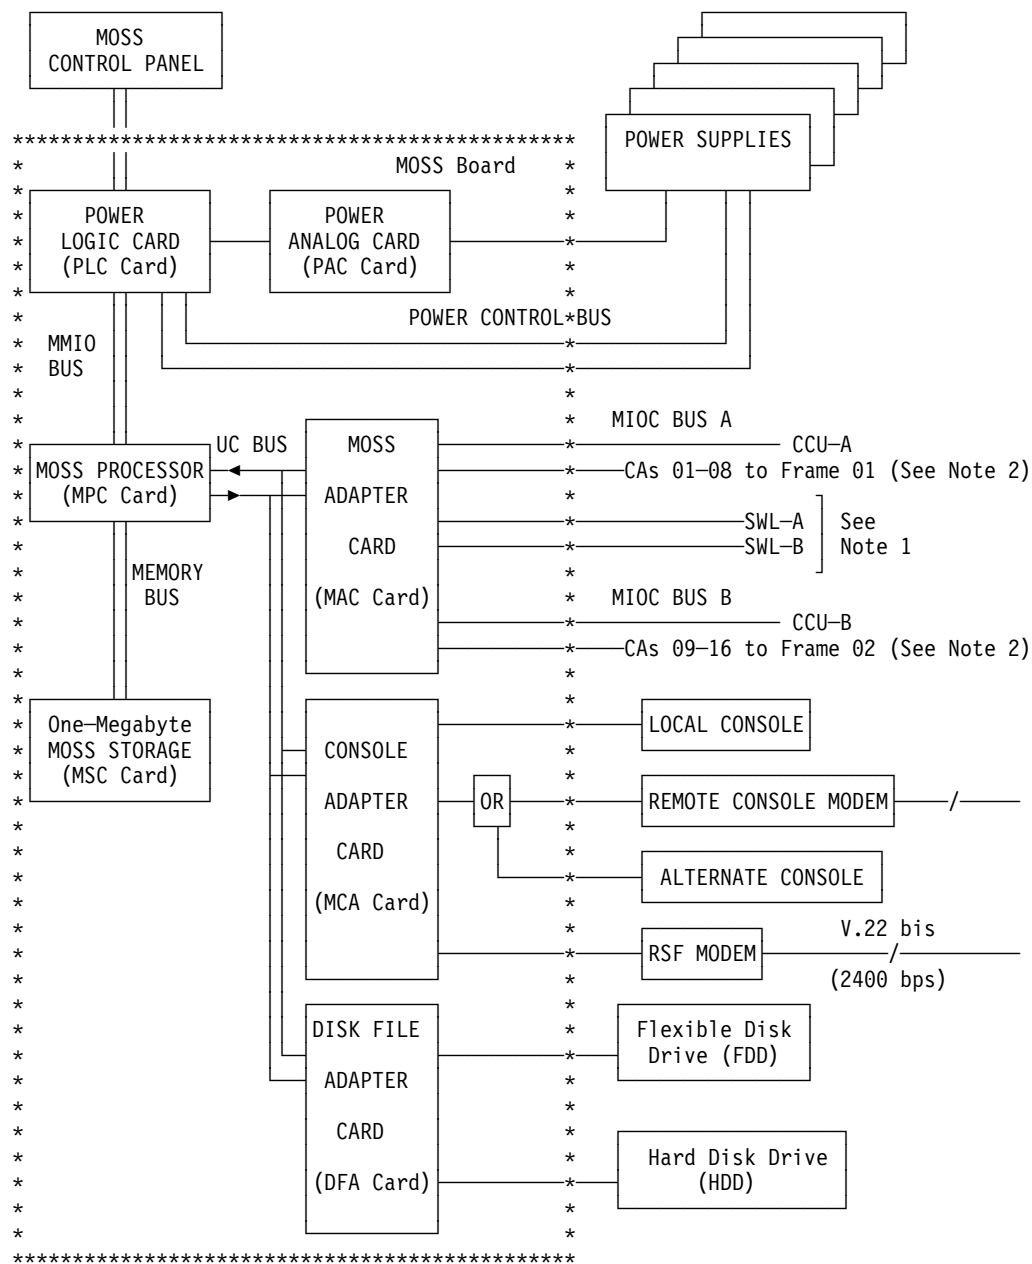 MOSS
CONTROL PANEL
POWER SUPPLIES
******************************************
MOSS Board
POWER
LOGIC CARD
(PLC Card)
POWER
ANALOG CARD
(PAC Card)
POWER CONTROL*BUS
MMIO
BUS
MIOC BUS A
UC BUS
MOSS
CCU—A
MOSS PROCESSOR
(MPC Card)
ADAPTER
CAs 01—08 to Frame 01 (See Note 2)
SWL—A
See
CARD
SWL—B
Note 1
MEMORY
BUS
(MAC Card)
MIOC BUS B
CCU—B
CAs 09—16 to Frame 02 (See Note 2)
One—Megabyte
MOSS STORAGE
(MSC Card)
CONSOLE
ADAPTER
CARD
(MCA Card)
LOCAL CONSOLE
OR
REMOTE CONSOLE MODEM
/
ALTERNATE CONSOLE
V.22 bis
RSF MODEM
/
(2400 bps)
DISK FILE
ADAPTER
CARD
(DFA Card)
Flexible Disk
Drive (FDD)
Hard Disk Drive
(HDD)